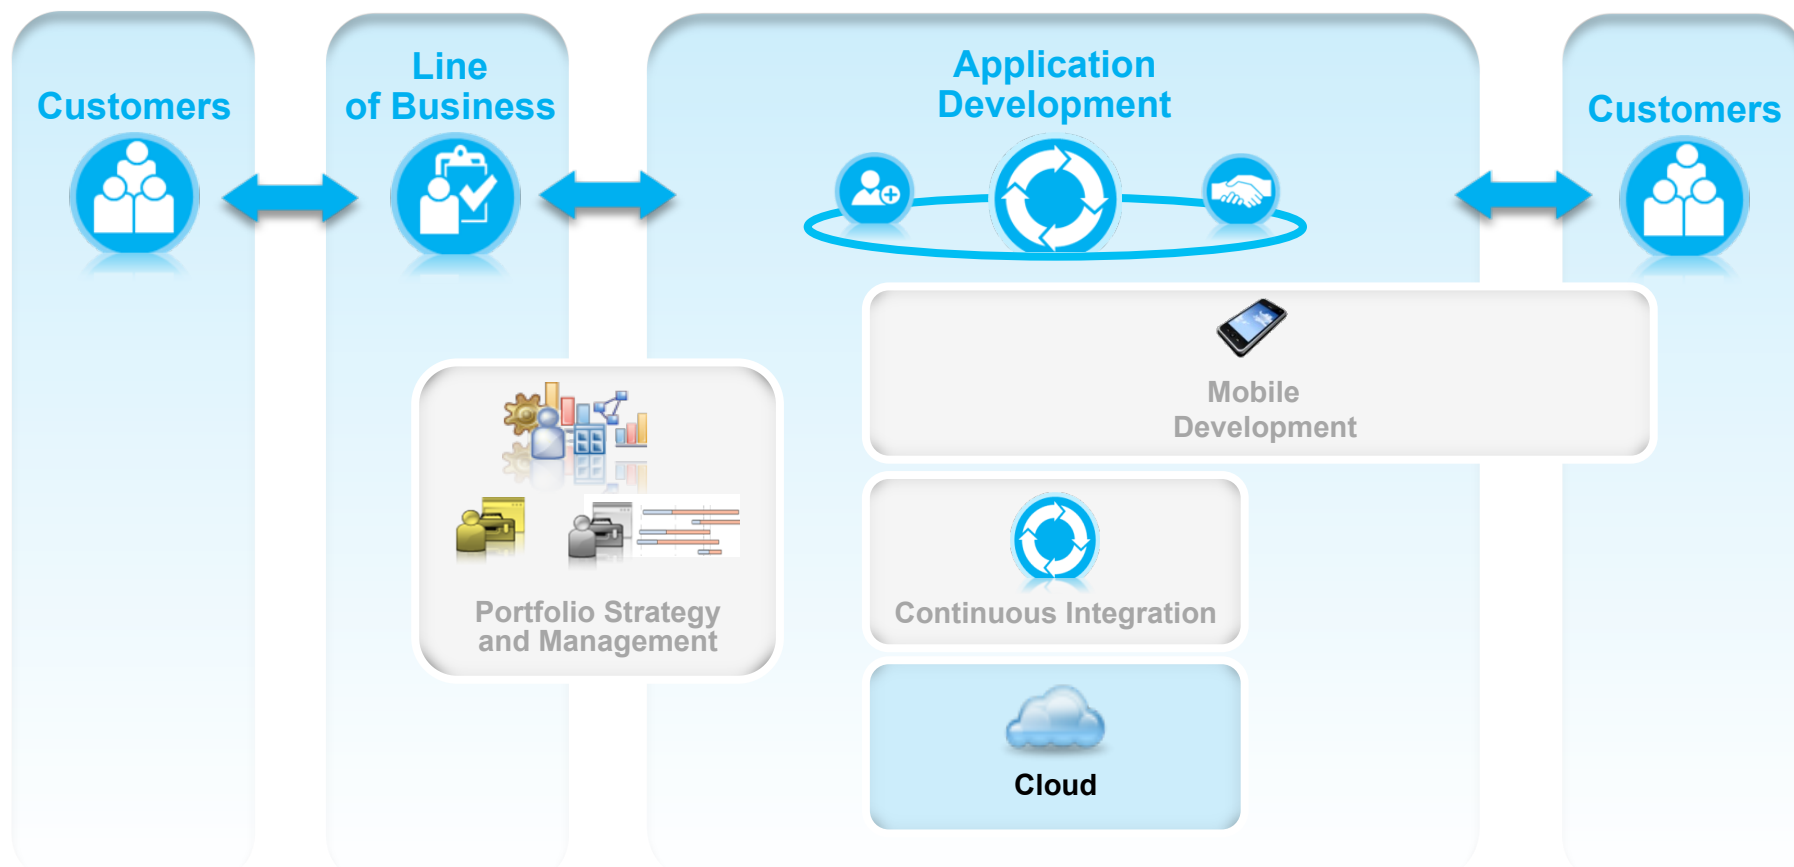 Customers
Line
of Business
Application
Development
Customers
Mobile
Development
Portfolio Strategy
and Management
Continuous Integration
Cloud